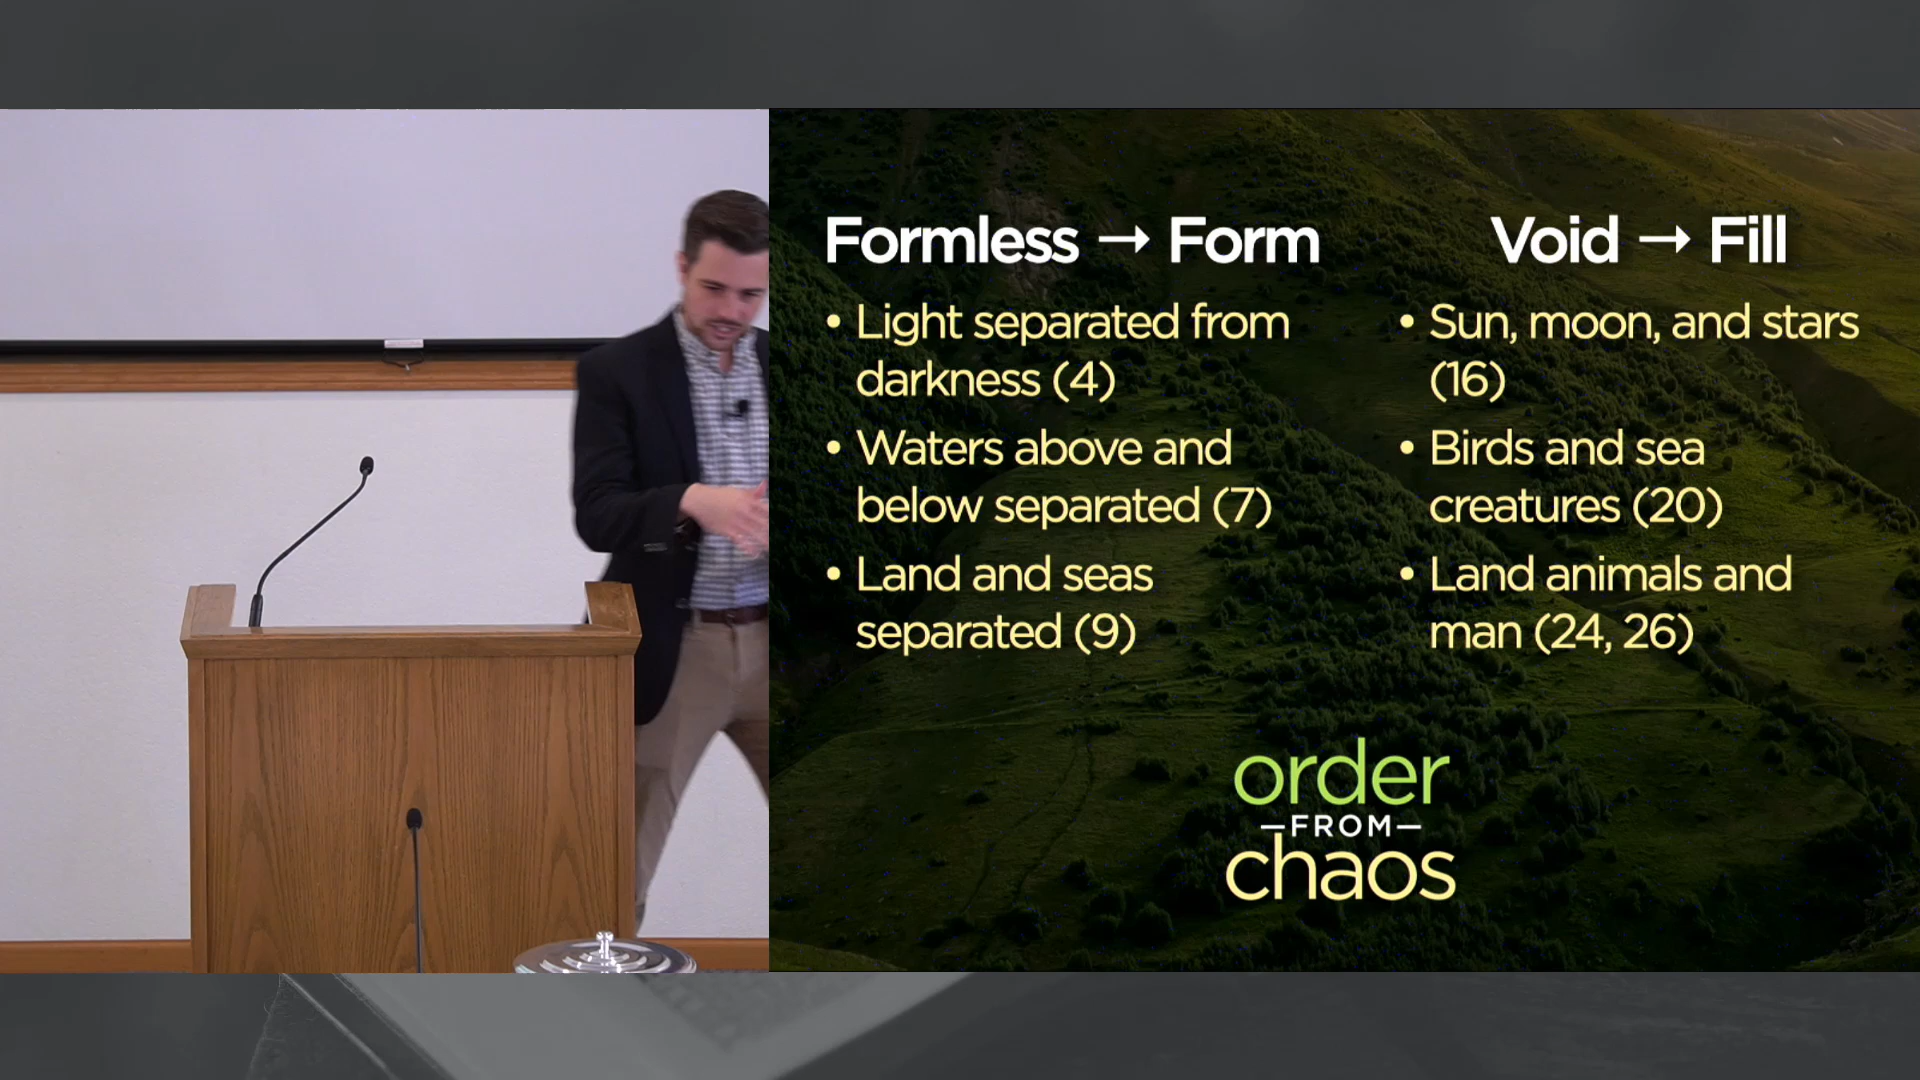 Formless → Form
• Light separated from
darkness (4)
• Waters above and
below separated (7)
• Land and seas
separated (9)
Void → Fill
• Sun, moon, and stars
(16)
• Birds and sea
creatures (20)
• Land animals and
man (24, 26)
order
—FROM—
chaos